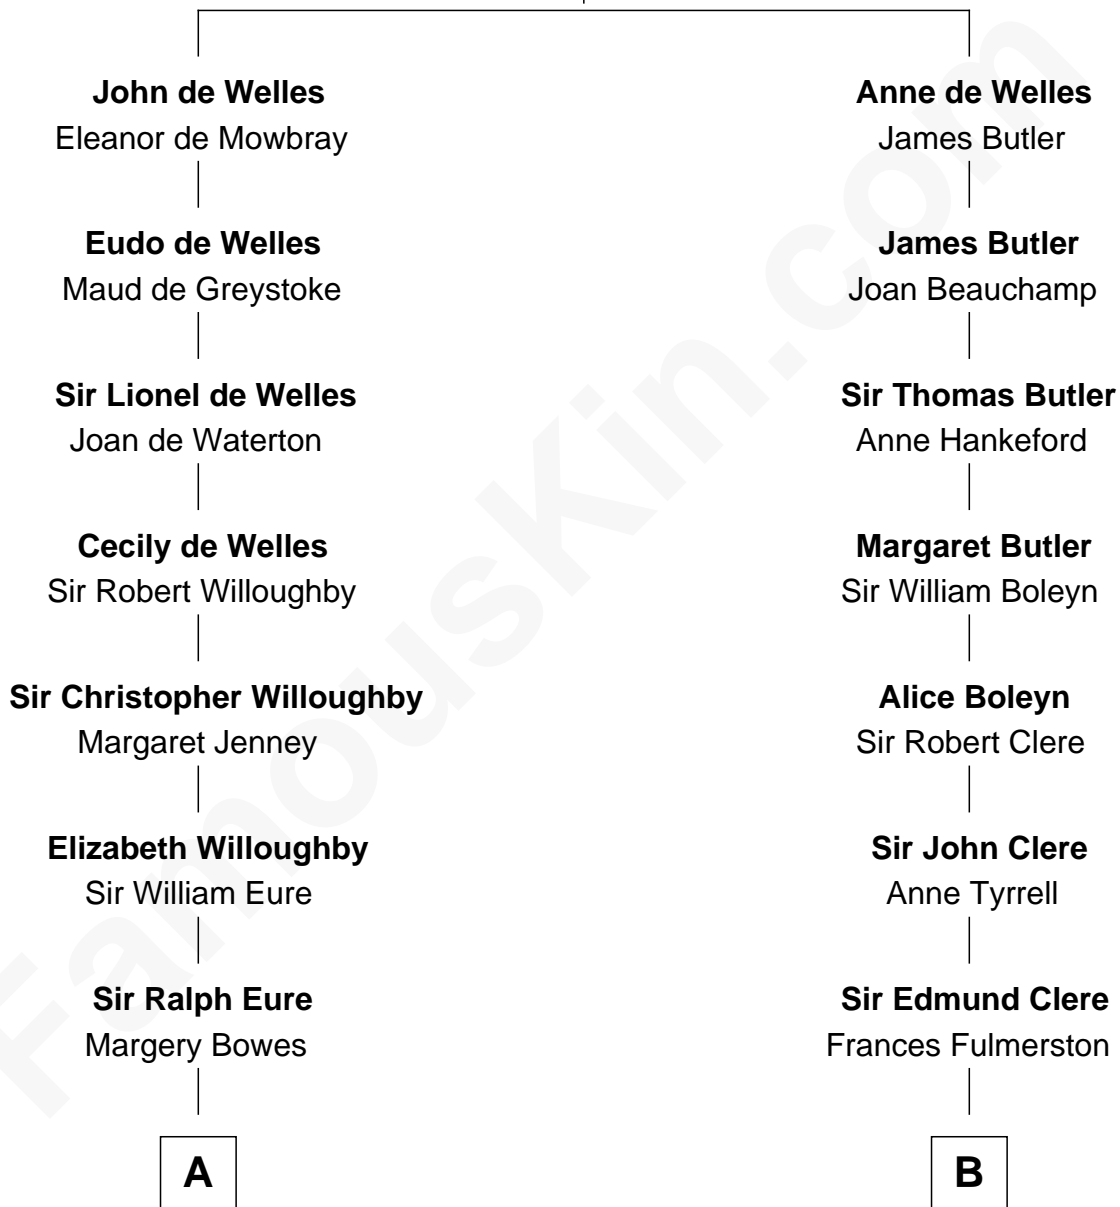 John de Welles
Eleanor de Mowbray
Eudo de Welles
Maud de Greystoke
Sir Lionel de Welles
Joan de Waterton
Cecily de Welles
Sir Robert Willoughby
Sir Christopher Willoughby
Margaret Jenney
Elizabeth Willoughby
Sir William Eure
Sir Ralph Eure
Margery Bowes
A
Anne de Welles
James Butler
James Butler
Joan Beauchamp
Sir Thomas Butler
Anne Hankeford
Margaret Butler
Sir William Boleyn
Alice Boleyn
Sir Robert Clere
Sir John Clere
Anne Tyrrell
Sir Edmund Clere
Frances Fulmerston
B
FamousKin.com